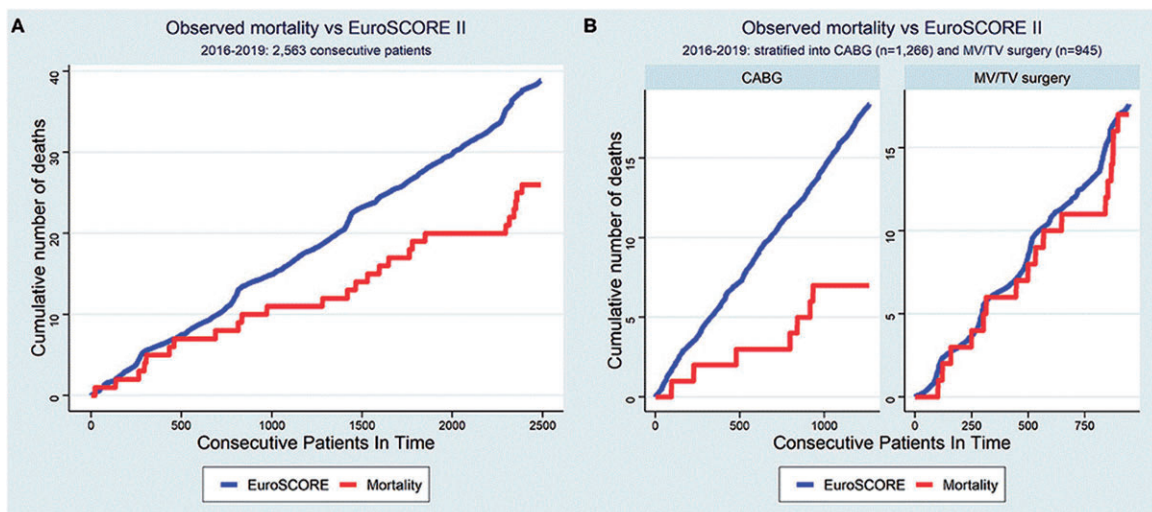 A
Observed mortality vs EuroSCORE II
2016-2019: 2,563 consecutive patients
Cumulative number of deaths
40
30
20
10
0
0 500 1000 1500 2000 2500
Consecutive Patients In Time
EuroSCORE Mortality
B
Observed mortality vs EuroSCORE II
2016-2019: stratified into CABG (n=1,266) and MV/TV surgery (n=945)
CABG MV/TV surgery
Cumulative number of deaths
15
10
5
0
0 500 1000
15
10
5
0
0 250 500 750
Consecutive Patients In Time
EuroSCORE Mortality